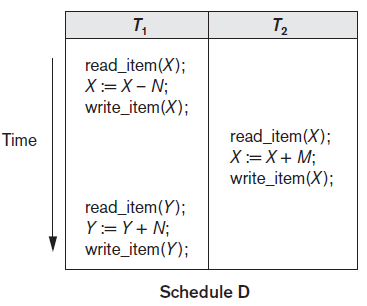 T₁ T₂
read_item(X);
X := X – N;
write_item(X);
Time
read_item(X);
X := X + M;
write_item(X);
read_item(Y);
Y := Y + N;
write_item(Y);
Schedule D